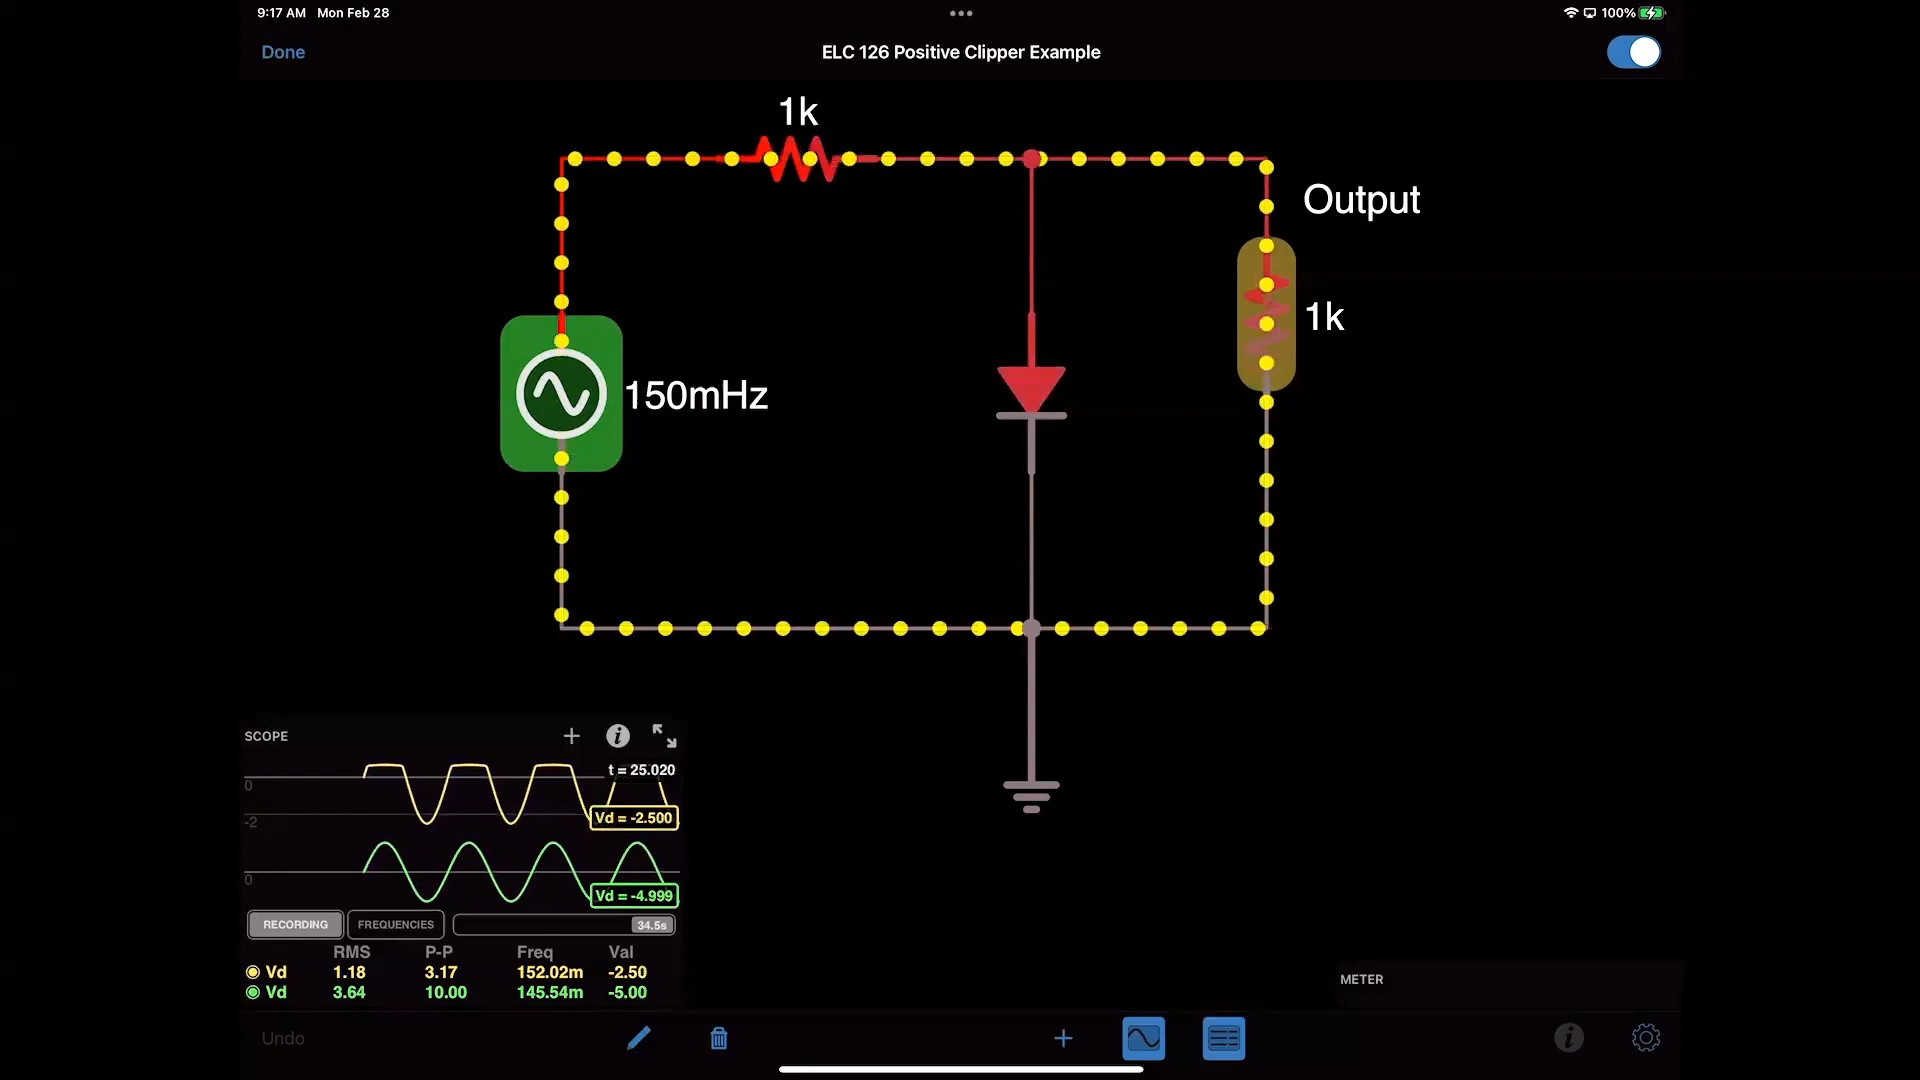 9:17 AM Mon Feb 28
100%
Done
ELC 126 Positive Clipper Example
1k
Output
1k
150mHz
SCOPE
t = 25.020
0
Vd = -2.500
-2
0
Vd = -4.999
RECORDING FREQUENCIES 34.5s
RMS P-P Freq Val
Vd 1.18 3.17 152.02m -2.50
Vd 3.64 10.00 145.54m -5.00
METER
Undo